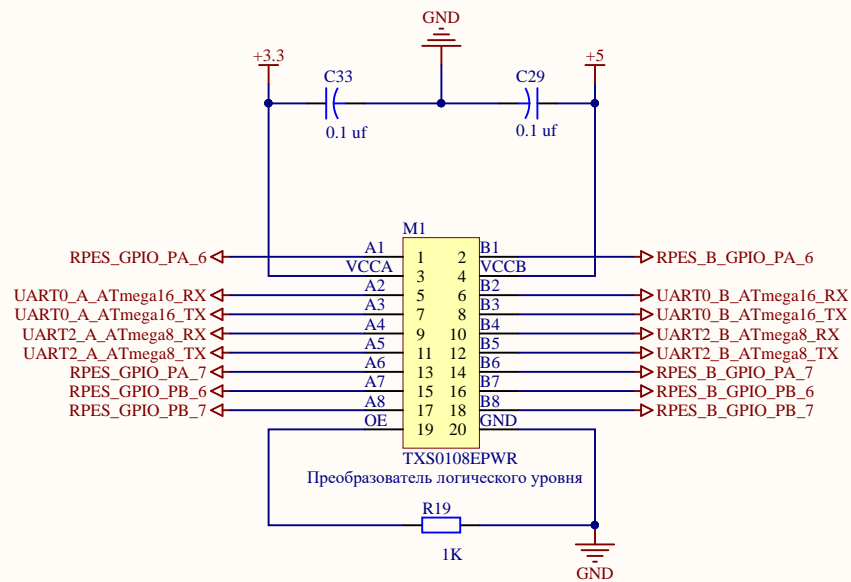 GND
+3.3
+5
C33
C29
0.1 uf
0.1 uf
M1
RPES_GPIO_PA_6 A1 1 2 B1 RPES_B_GPIO_PA_6
VCCA 3 4 VCCB
UART0_A_ATmega16_RX A2 5 6 B2 UART0_B_ATmega16_RX
UART0_A_ATmega16_TX A3 7 8 B3 UART0_B_ATmega16_TX
UART2_A_ATmega8_RX A4 9 10 B4 UART2_B_ATmega8_RX
UART2_A_ATmega8_TX A5 11 12 B5 UART2_B_ATmega8_TX
RPES_GPIO_PA_7 A6 13 14 B6 RPES_B_GPIO_PA_7
RPES_GPIO_PB_6 A7 15 16 B7 RPES_B_GPIO_PB_6
RPES_GPIO_PB_7 A8 17 18 B8 RPES_B_GPIO_PB_7
OE 19 20 GND
TXS0108EPWR
Преобразователь логического уровня
R19
1K
GND